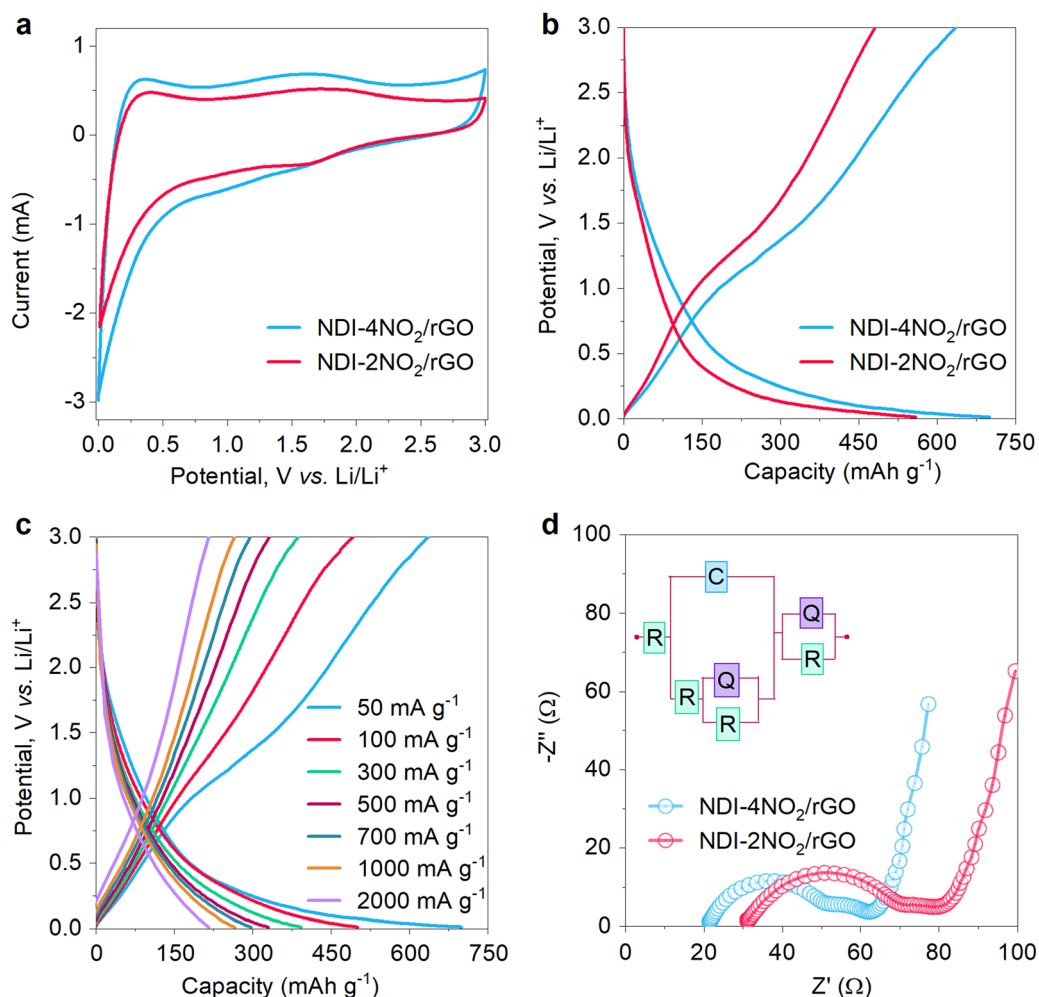 a
1
0
-1
-2
-3
Current (mA)
NDI-4NO₂/rGO
NDI-2NO₂/rGO
0.0 0.5 1.0 1.5 2.0 2.5 3.0
Potential, V vs. Li/Li⁺
b
3.0
2.5
2.0
1.5
1.0
0.5
0.0
Potential, V vs. Li/Li⁺
NDI-4NO₂/rGO
NDI-2NO₂/rGO
0 150 300 450 600 750
Capacity (mAh g⁻¹)
c
3.0
2.5
2.0
1.5
1.0
0.5
0.0
Potential, V vs. Li/Li⁺
50 mA g⁻¹
100 mA g⁻¹
300 mA g⁻¹
500 mA g⁻¹
700 mA g⁻¹
1000 mA g⁻¹
2000 mA g⁻¹
0 150 300 450 600 750
Capacity (mAh g⁻¹)
d
100
80
60
40
20
0
-Z" (Ω)
C
Q
R
R
Q
R
R
NDI-4NO₂/rGO
NDI-2NO₂/rGO
0 20 40 60 80 100
Z' (Ω)